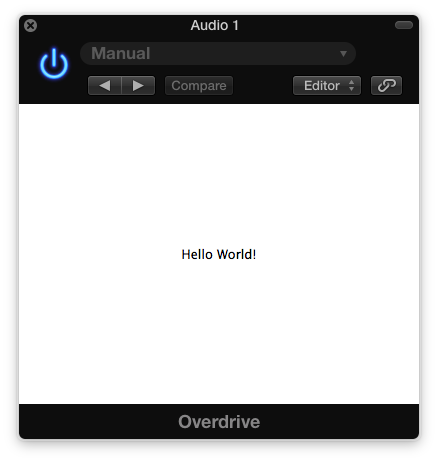 Audio 1
Manual
Compare
Editor
Hello World!
Overdrive